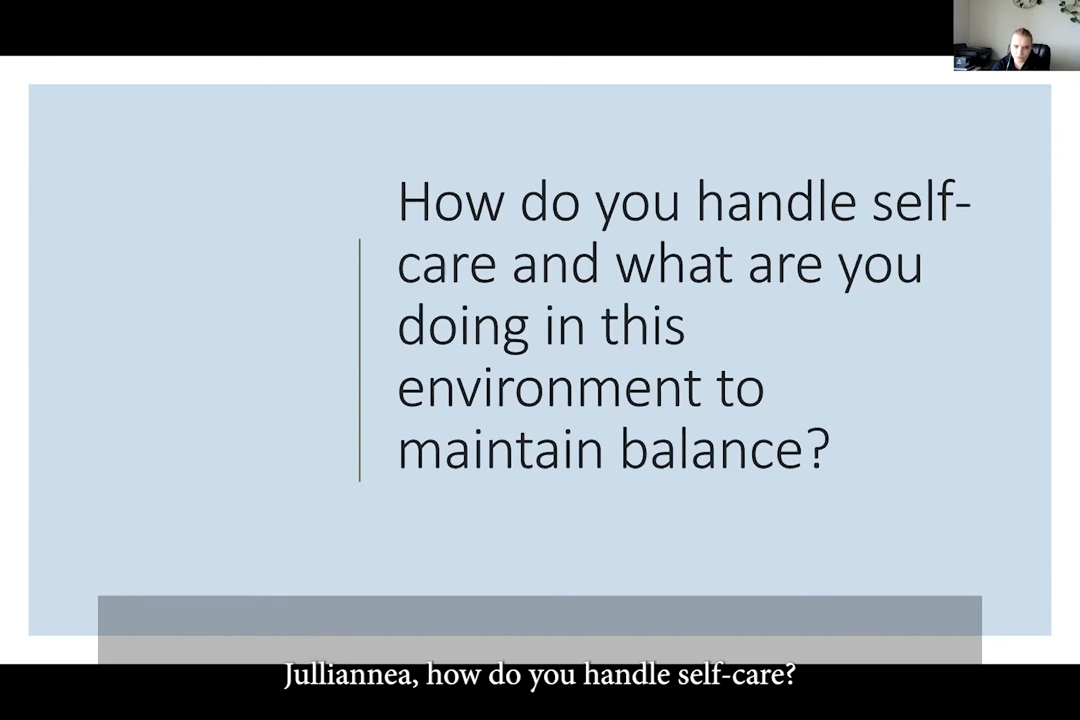 How do you handle self-
care and what are you
doing in this
environment to
maintain balance?
Julliannea, how do you handle self-care?